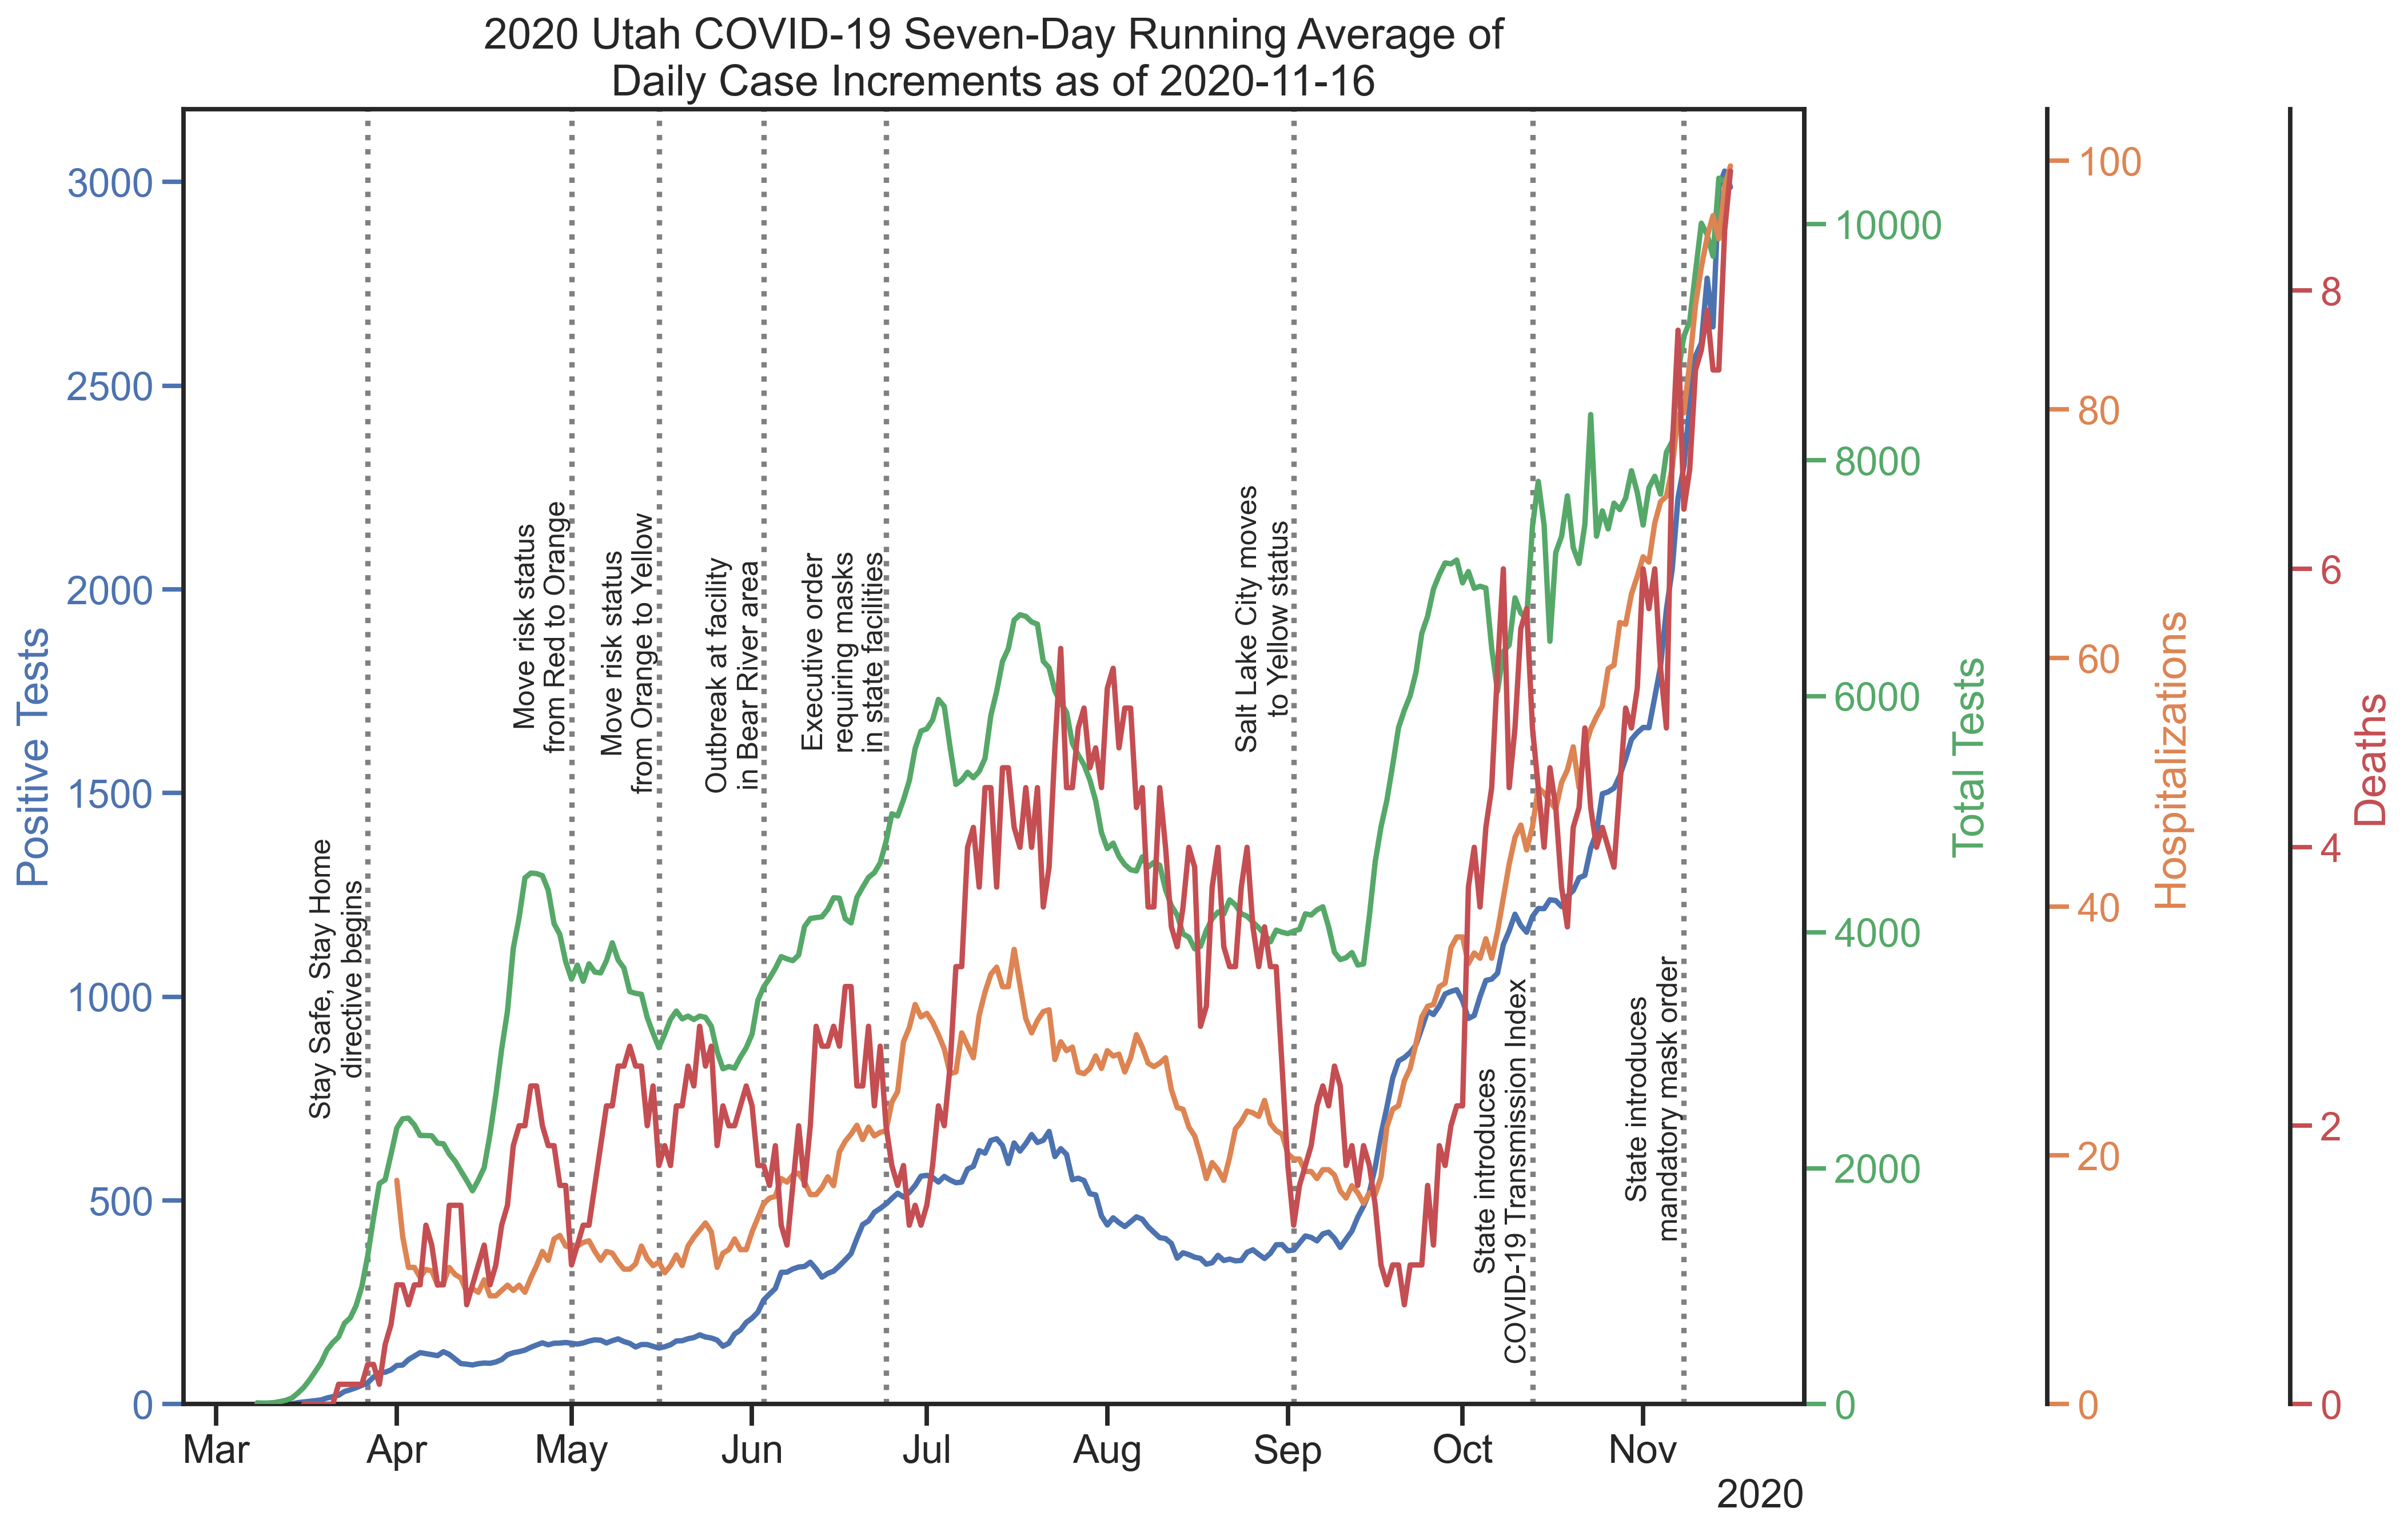 2020 Utah COVID-19 Seven-Day Running Average of
Daily Case Increments as of 2020-11-16
Positive Tests
3000
2500
2000
1500
1000
500
0
Stay Safe, Stay Home
directive begins
Move risk status
from Red to Orange
Move risk status
from Orange to Yellow
Outbreak at facility
in Bear River area
Executive order
requiring masks
in state facilities
Salt Lake City moves
to Yellow status
State introduces
COVID-19 Transmission Index
State introduces
mandatory mask order
10000
8000
6000
4000
2000
0
Total Tests
100
80
60
40
20
0
Hospitalizations
8
6
4
2
0
Deaths
Mar
Apr
May
Jun
Jul
Aug
Sep
Oct
Nov
2020